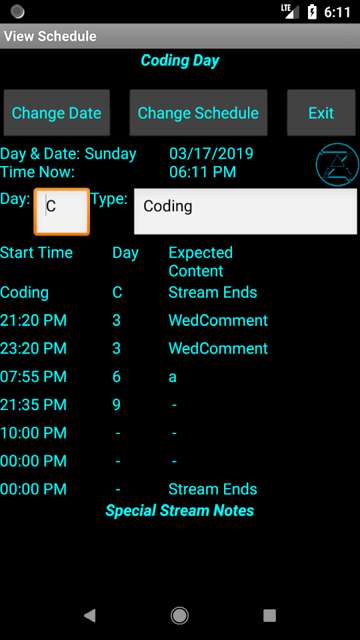 LTE 6:11
View Schedule
Coding Day
Change Date Change Schedule Exit
Day & Date: Sunday 03/17/2019
Time Now: 06:11 PM
Day: C Type: Coding
Start Time Day Expected
Content
Coding C Stream Ends
21:20 PM 3 WedComment
23:20 PM 3 WedComment
07:55 PM 6 a
21:35 PM 9 -
10:00 PM - -
00:00 PM - -
00:00 PM - Stream Ends
Special Stream Notes